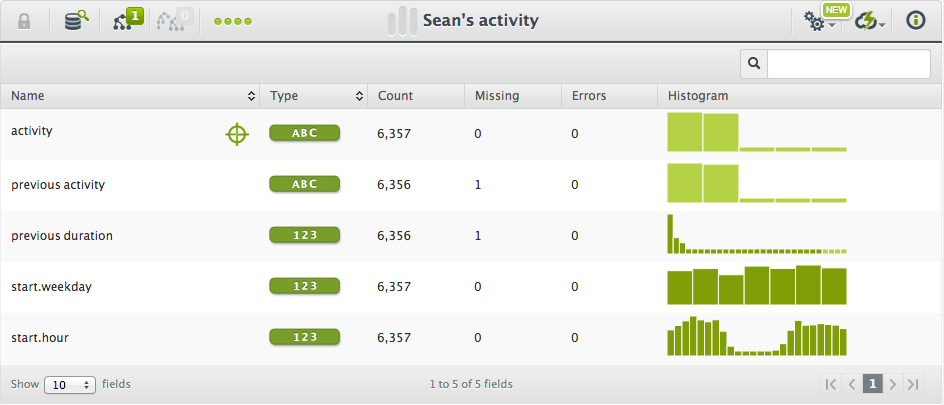 1
0
Sean's activity
NEW
Name Type Count Missing Errors Histogram
activity ABC 6,357 0 0
previous activity ABC 6,356 1 0
previous duration 123 6,356 1 0
start.weekday 123 6,357 0 0
start.hour 123 6,357 0 0
Show 10 fields 1 to 5 of 5 fields 1